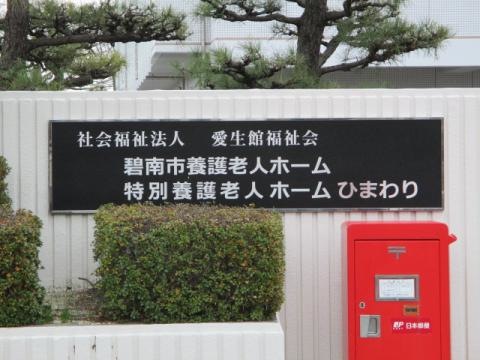 社会福祉法人　愛生館福祉会
碧南市養護老人ホーム
特別養護老人ホームひまわり
〒
日本郵便